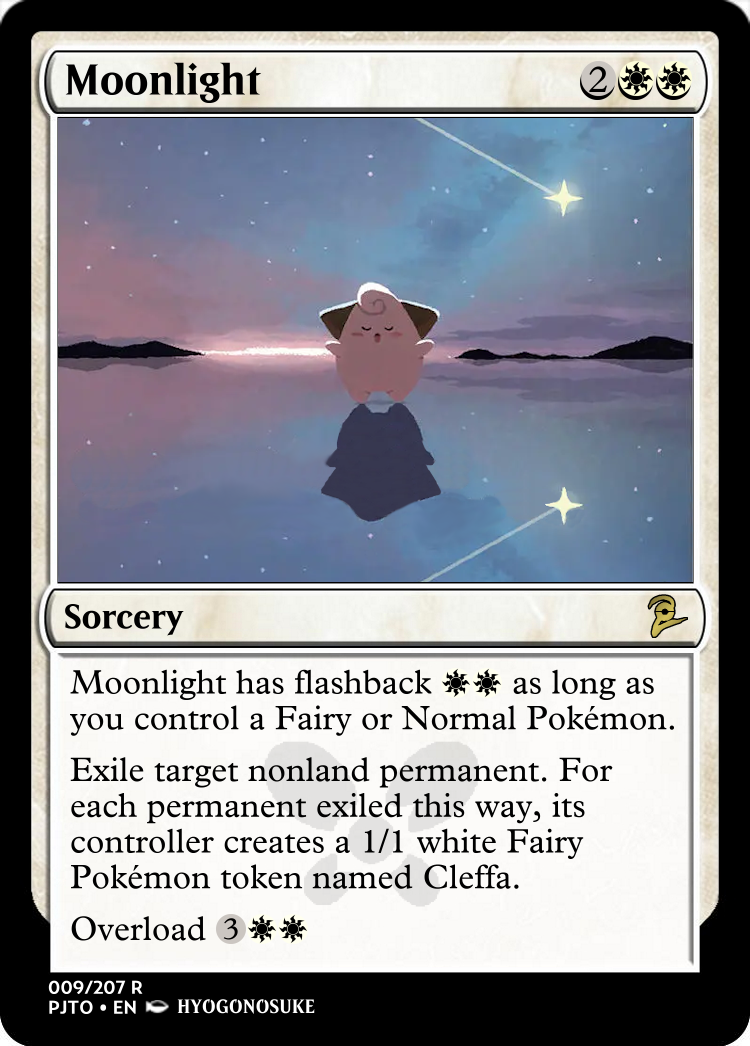 Moonlight 2
Sorcery
Moonlight has flashback as long as
you control a Fairy or Normal Pokémon.
Exile target nonland permanent. For
each permanent exiled this way, its
controller creates a 1/1 white Fairy
Pokémon token named Cleffa.
Overload 3
009/207 R
PJTO • EN HYOGONOSUKE